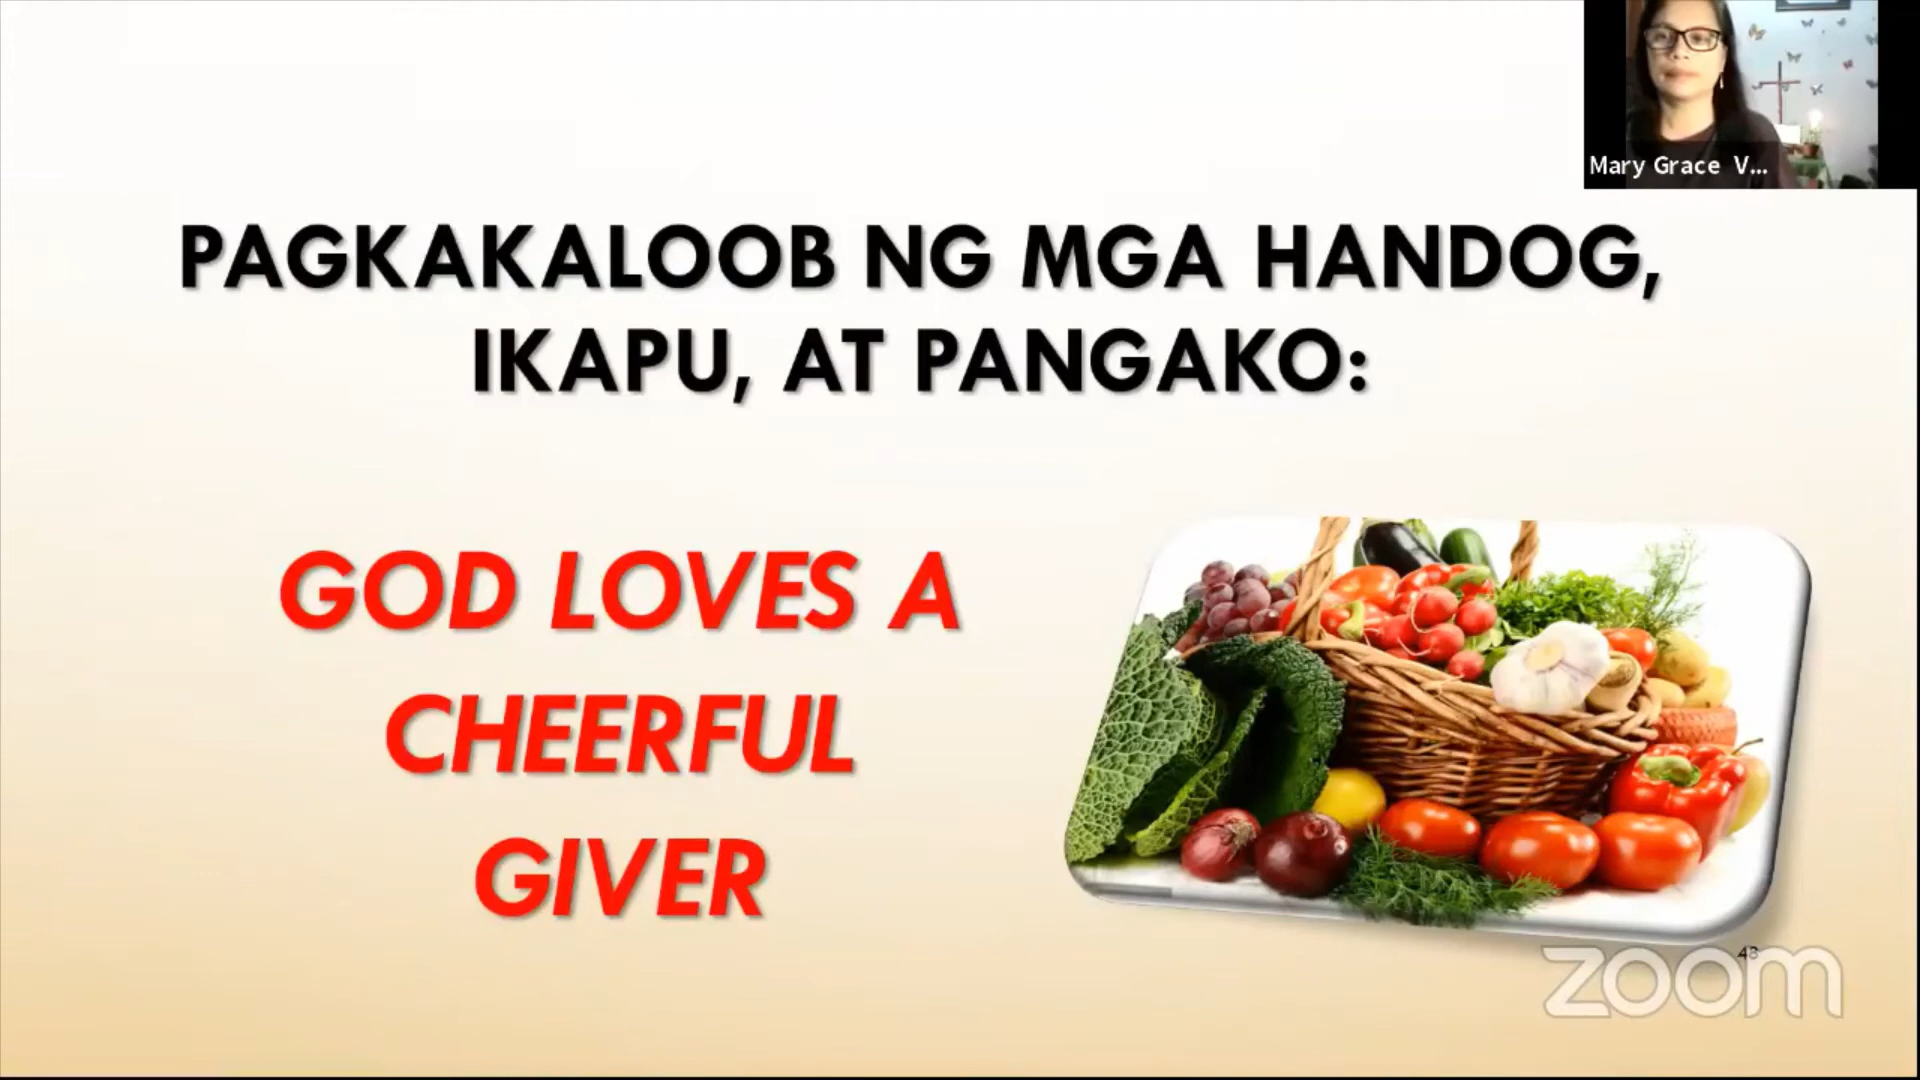 Mary Grace V...
PAGKAKALOOB NG MGA HANDOG,
IKAPU, AT PANGAKO:
GOD LOVES A
CHEERFUL
GIVER
48
zoom